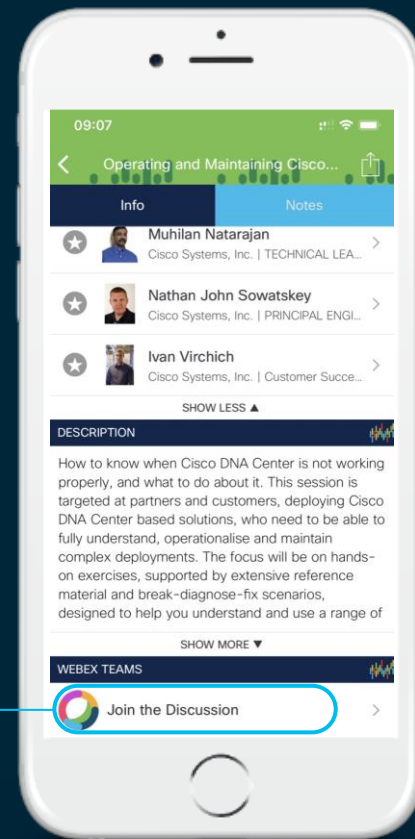 09:07
Operating and Maintaining Cisco...
Info
Notes
Muhilan Natarajan
Cisco Systems, Inc. | TECHNICAL LEA...
Nathan John Sowatskey
Cisco Systems, Inc. | PRINCIPAL ENGI...
Ivan Virchich
Cisco Systems, Inc. | Customer Succe...
SHOW LESS ▲
DESCRIPTION
How to know when Cisco DNA Center is not working
properly, and what to do about it. This session is
targeted at partners and customers, deploying Cisco
DNA Center based solutions, who need to be able to
fully understand, operationalise and maintain
complex deployments. The focus will be on hands-
on exercises, supported by extensive reference
material and break-diagnose-fix scenarios,
designed to help you understand and use a range of
SHOW MORE ▼
WEBEX TEAMS
Join the Discussion